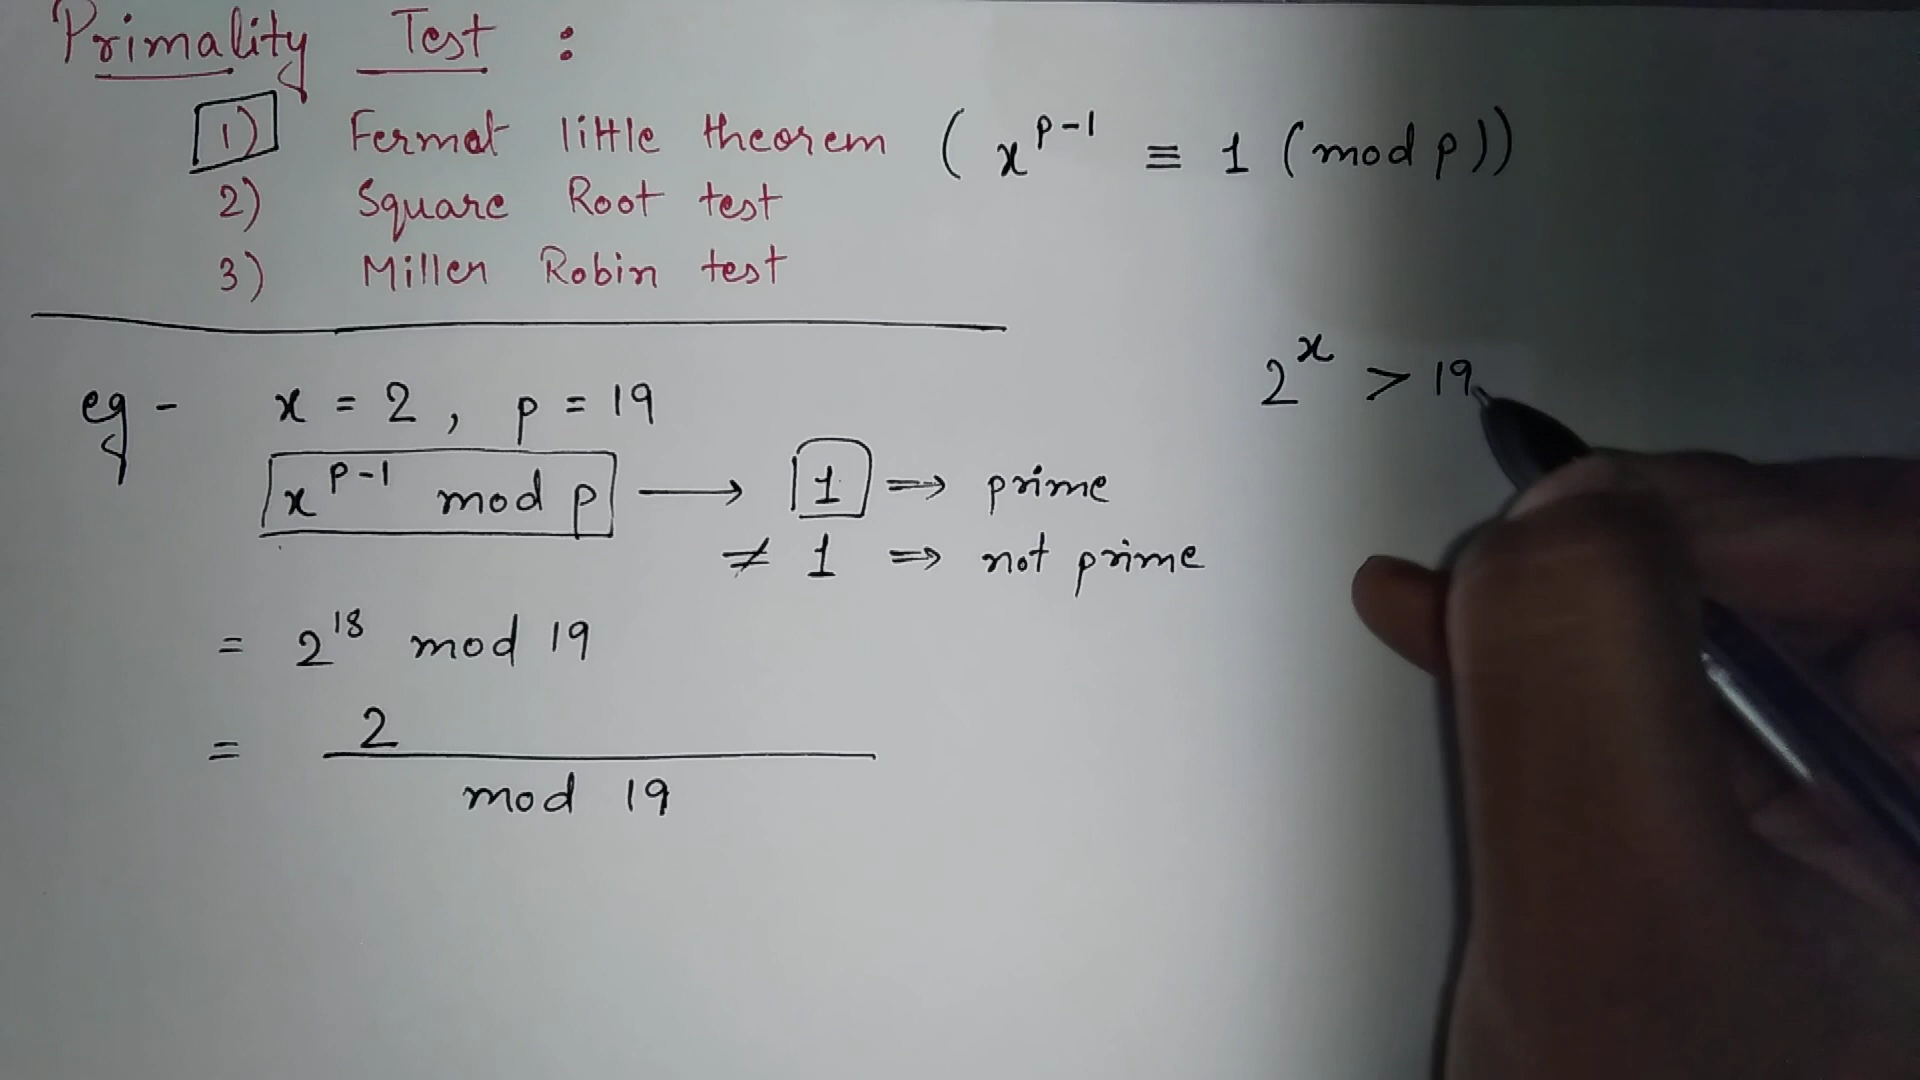 Primality Test :
1) Fermat little theorem ( x^{p-1} ≡ 1 (mod p))
2) Square Root test
3) Miller Robin test
eg - x = 2 , p = 19
x^{p-1} mod p → 1 ⇒ prime
≠ 1 ⇒ not prime
= 2^{18} mod 19
= 2
mod 19
2^x > 19